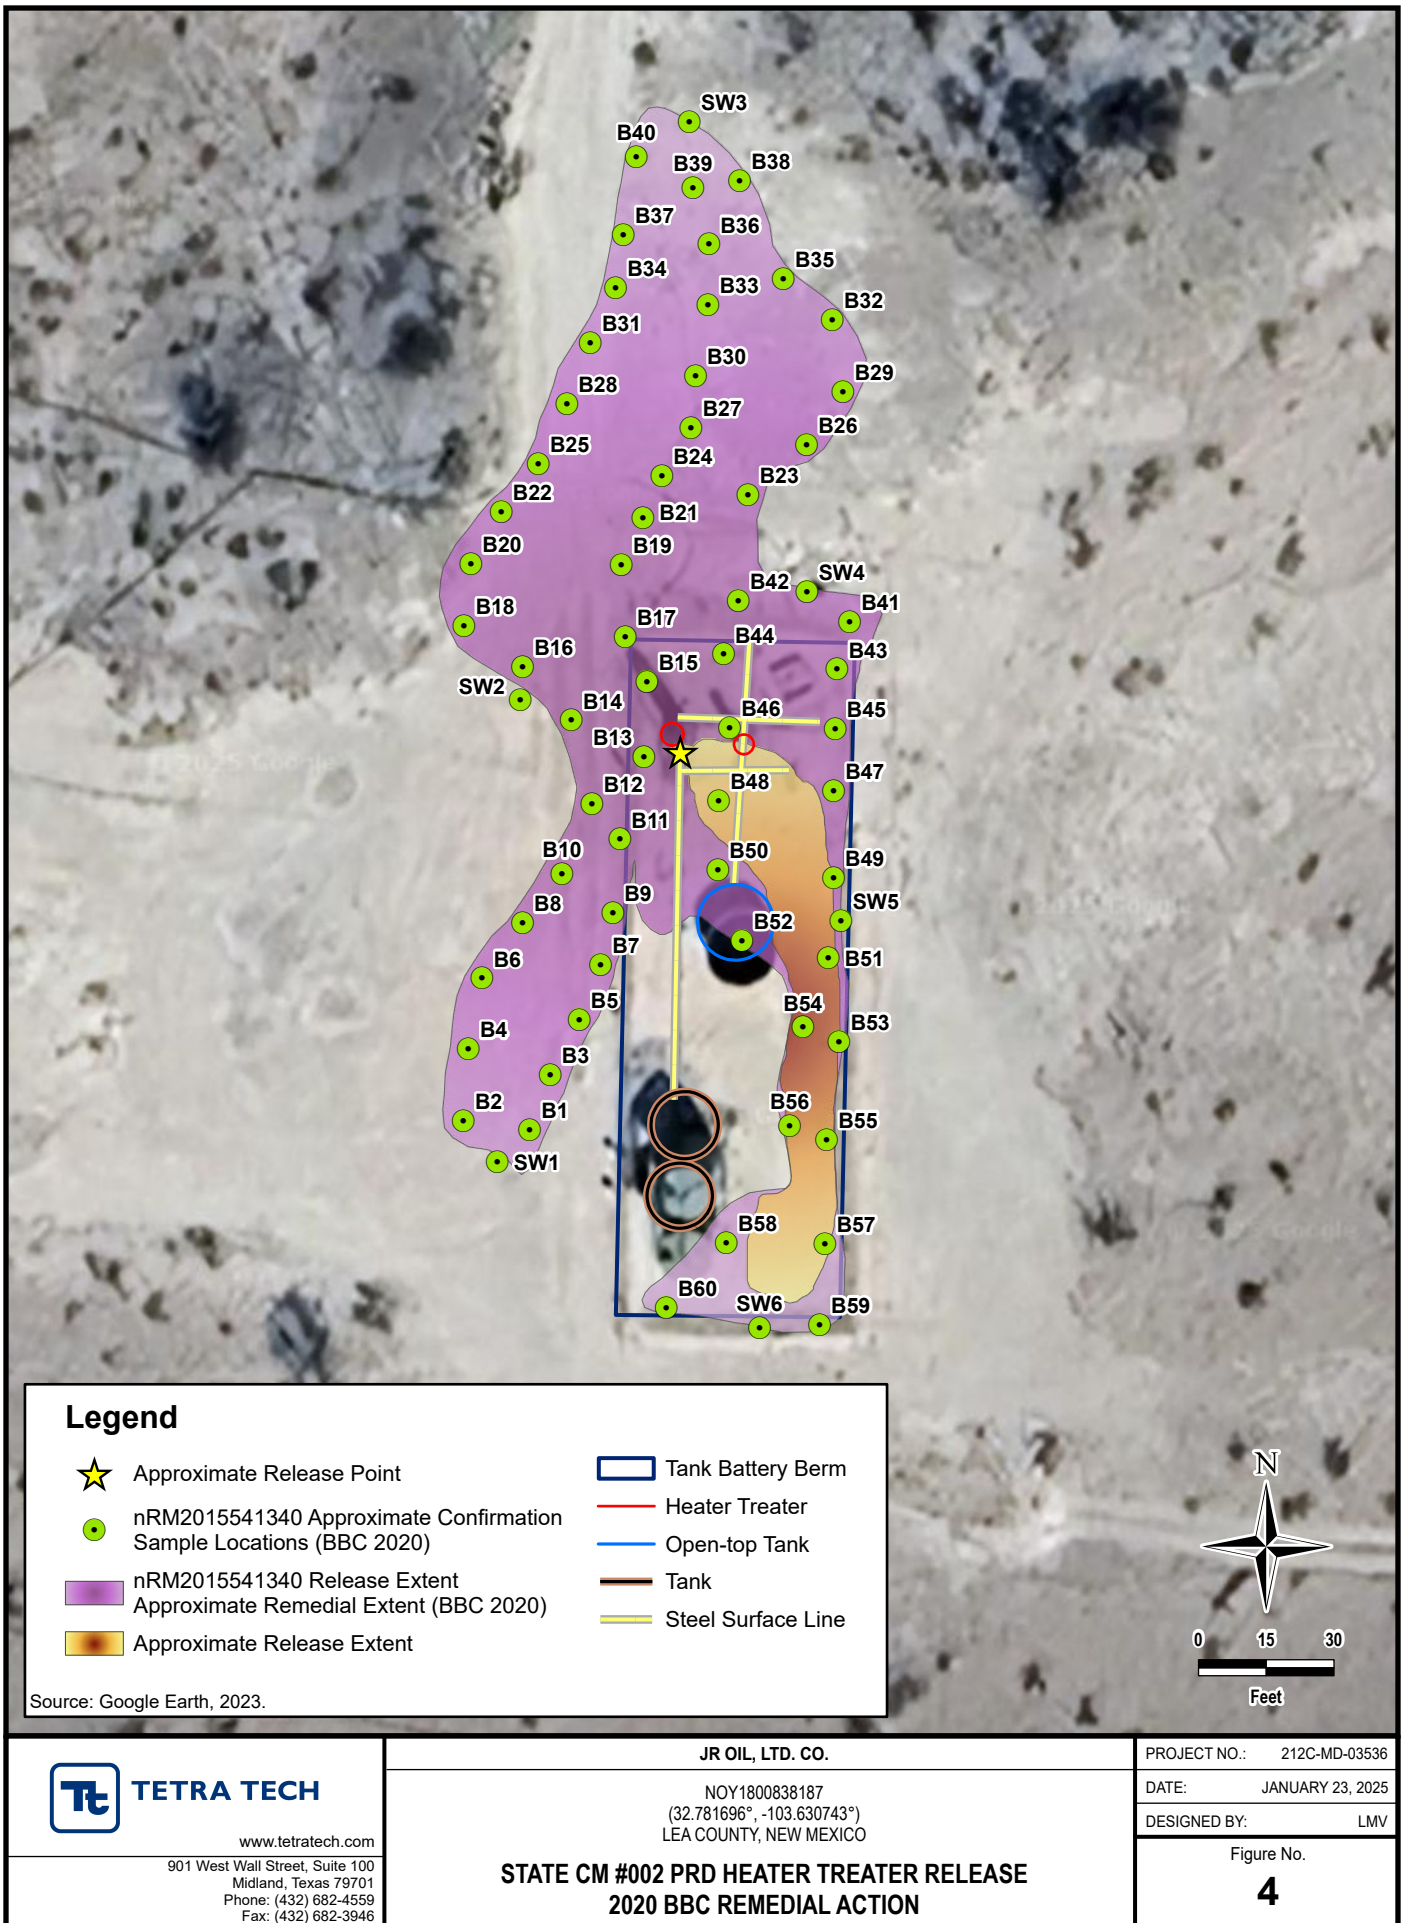 SW3
B40
B39
B38
B37
B36
B35
B34
B33
B32
B31
B30
B29
B28
B27
B26
B25
B24
B23
B22
B21
B20
B19
B42
SW4
B41
B18
B17
B44
B43
B16
B15
SW2
B14
B46
B45
B13
B12
B48
B47
B11
B10
B50
B49
B9
SW5
B8
B52
B7
B51
B6
B54
B5
B53
B4
B3
B56
B2
B1
B55
SW1
B58
B57
B60
SW6
B59
Legend
Approximate Release Point
nRM2015541340 Approximate Confirmation
Sample Locations (BBC 2020)
nRM2015541340 Release Extent
Approximate Remedial Extent (BBC 2020)
Approximate Release Extent
Tank Battery Berm
Heater Treater
Open-top Tank
Tank
Steel Surface Line
Source: Google Earth, 2023.
N
0 15 30
Feet
Tt TETRA TECH
www.tetratech.com
901 West Wall Street, Suite 100
Midland, Texas 79701
Phone: (432) 682-4559
Fax: (432) 682-3946
JR OIL, LTD. CO.
NOY1800838187
(32.781696°, -103.630743°)
LEA COUNTY, NEW MEXICO
STATE CM #002 PRD HEATER TREATER RELEASE
2020 BBC REMEDIAL ACTION
PROJECT NO.: 212C-MD-03536
DATE: JANUARY 23, 2025
DESIGNED BY: LMV
Figure No.
4